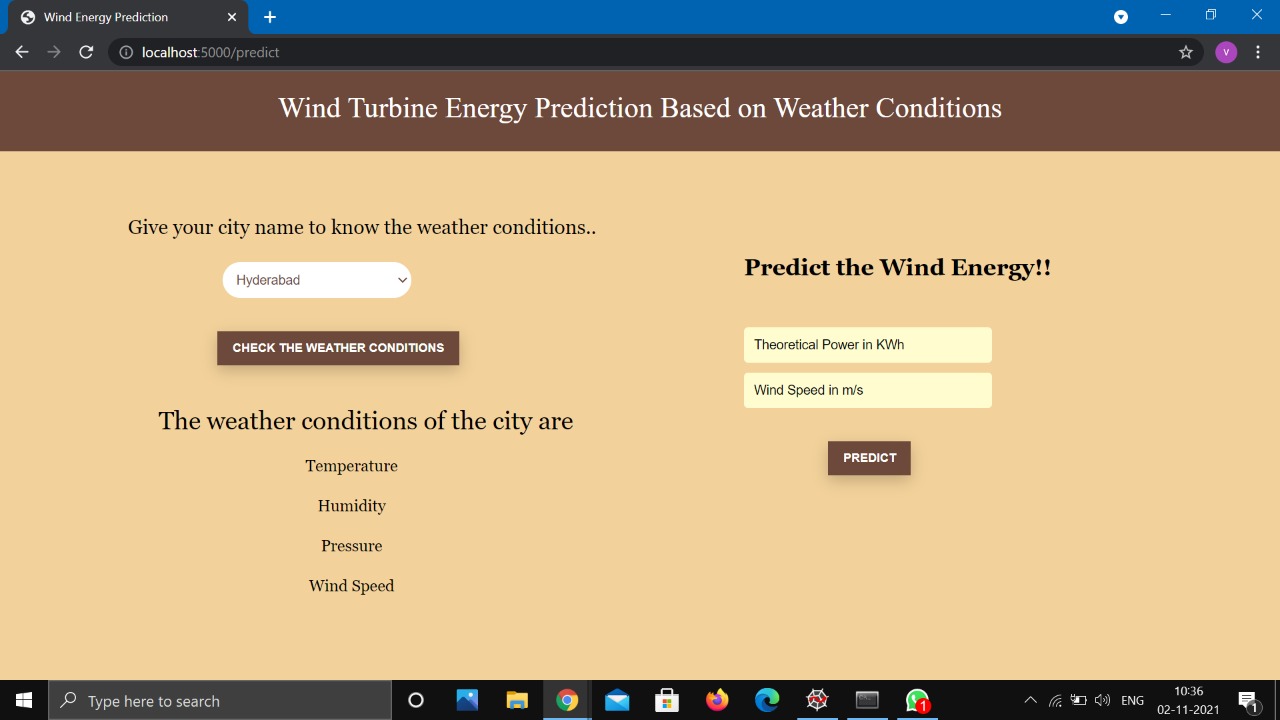 Wind Energy Prediction
localhost:5000/predict
V
Wind Turbine Energy Prediction Based on Weather Conditions
Give your city name to know the weather conditions..
Hyderabad
CHECK THE WEATHER CONDITIONS
The weather conditions of the city are
Temperature
Humidity
Pressure
Wind Speed
Predict the Wind Energy!!
Theoretical Power in KWh
Wind Speed in m/s
PREDICT
Type here to search
1
ENG
10:36
02-11-2021
1